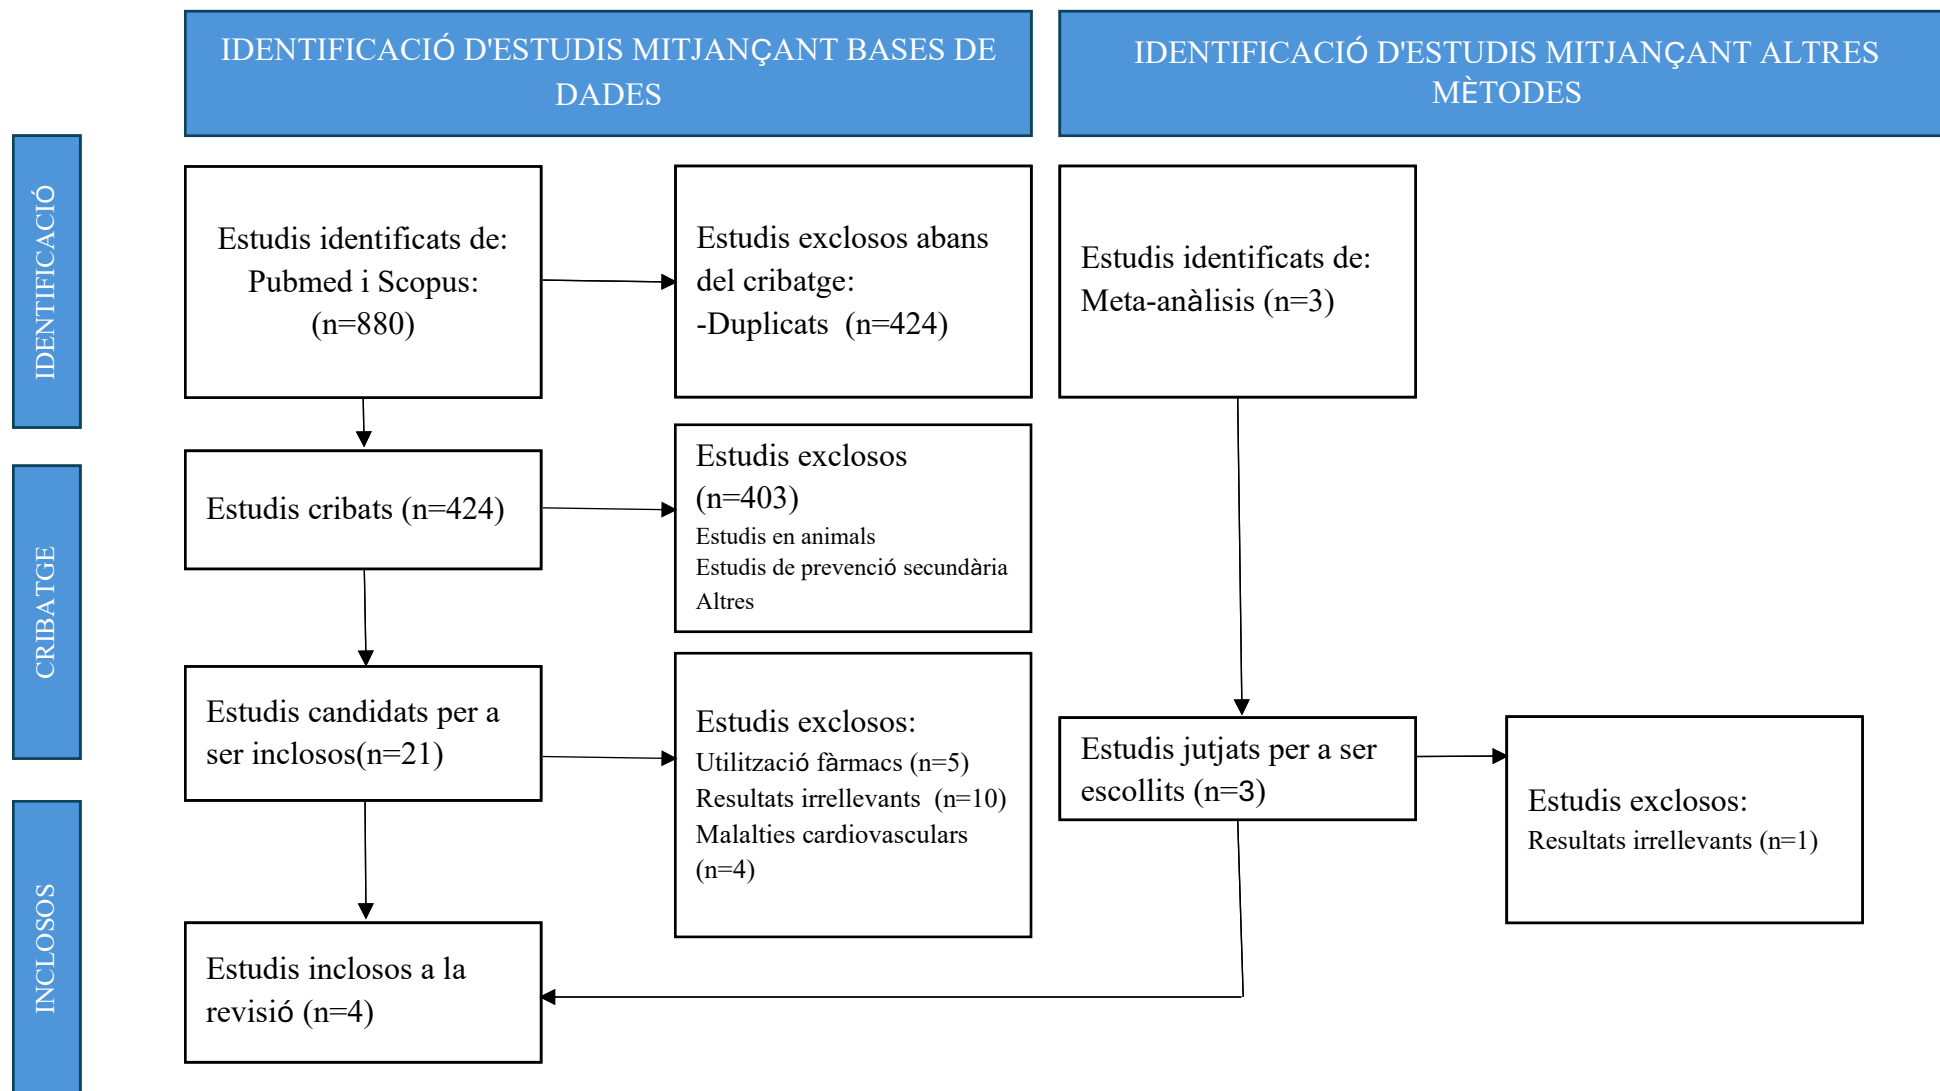 IDENTIFICACIÓ D'ESTUDIS MITJANÇANT BASES DE
DADES
IDENTIFICACIÓ D'ESTUDIS MITJANÇANT ALTRES
MÈTODES
IDENTIFICACIÓ
Estudis identificats de:
Pubmed i Scopus:
(n=880)
Estudis exclosos abans
del cribatge:
-Duplicats (n=424)
Estudis identificats de:
Meta-anàlisis (n=3)
CRIBATGE
Estudis cribats (n=424)
Estudis exclosos
(n=403)
Estudis en animals
Estudis de prevenció secundària
Altres
Estudis candidats per a
ser inclosos(n=21)
Estudis exclosos:
Utilització fàrmacs (n=5)
Resultats irrellevants (n=10)
Malalties cardiovasculars
(n=4)
Estudis jutjats per a ser
escollits (n=3)
Estudis exclosos:
Resultats irrellevants (n=1)
INCLOSOS
Estudis inclosos a la
revisió (n=4)